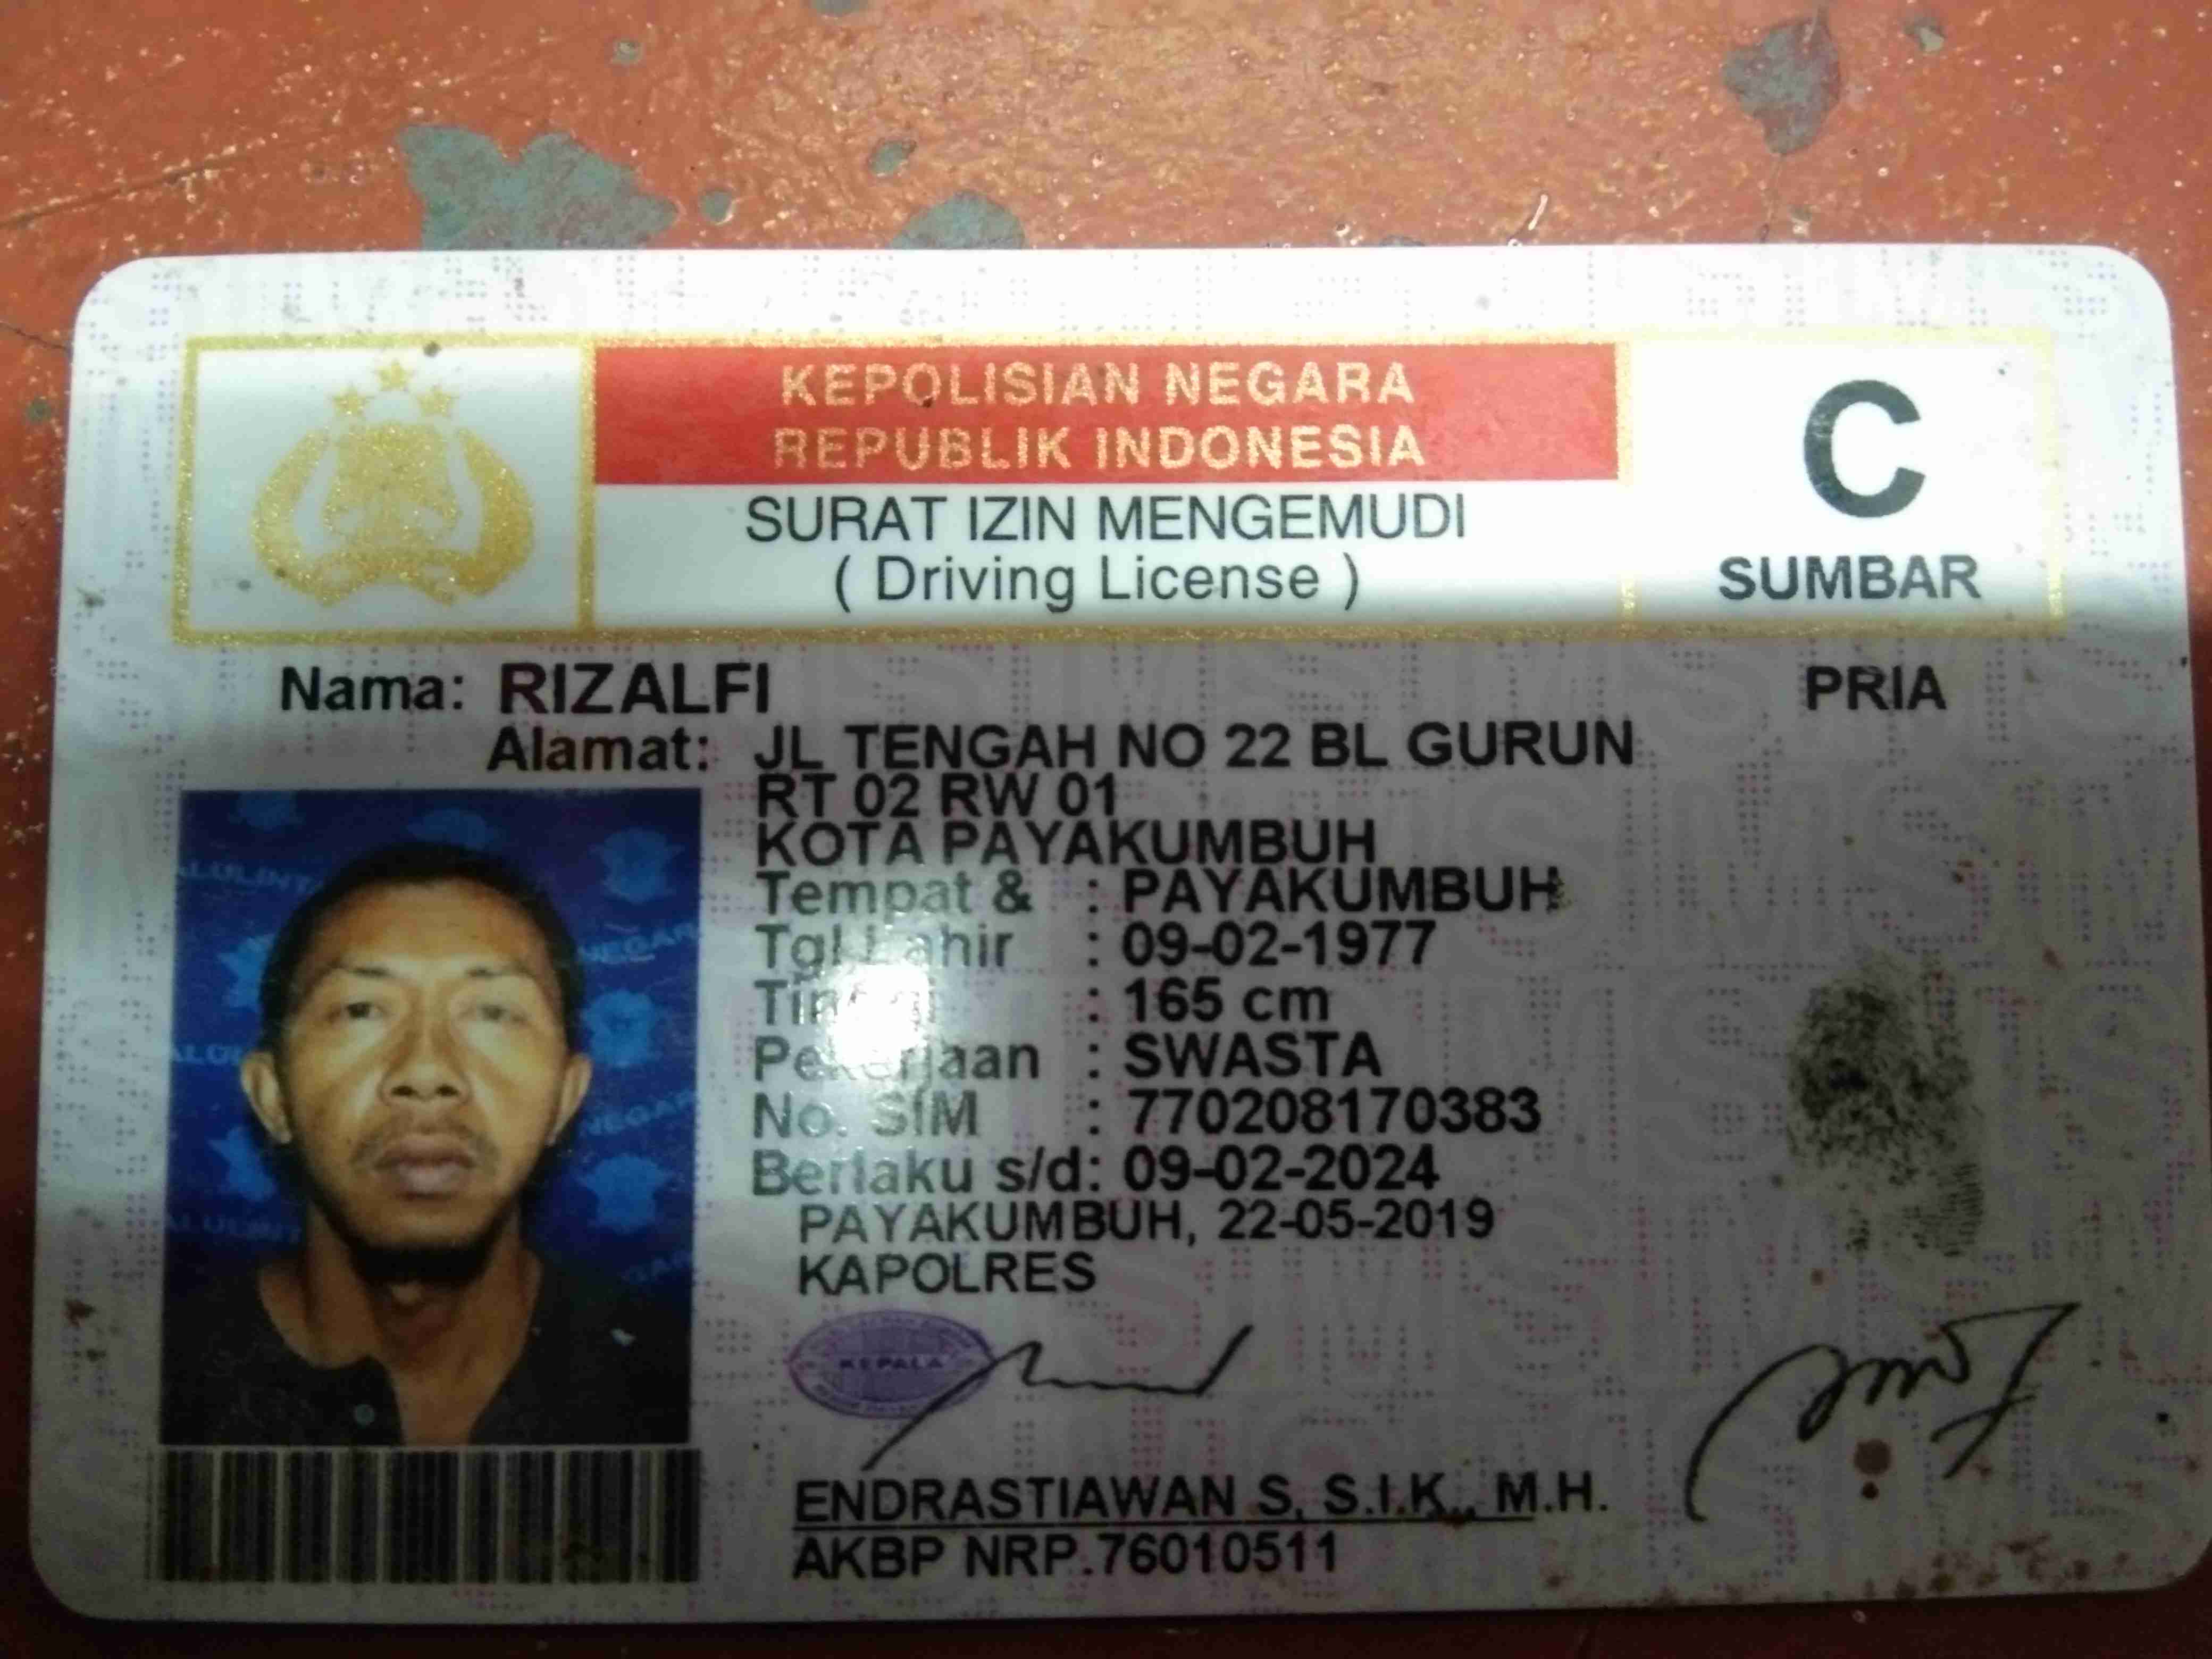 KEPOLISIAN NEGARA
REPUBLIK INDONESIA
SURAT IZIN MENGEMUDI
( Driving License )
C
SUMBAR
Nama: RIZALFI
PRIA
Alamat: JL TENGAH NO 22 BL GURUN
RT 02 RW 01
KOTA PAYAKUMBUH
Tempat & : PAYAKUMBUH
Tgl Lahir : 09-02-1977
Tinggi : 165 cm
Pekerjaan : SWASTA
No. SIM : 770208170383
Berlaku s/d: 09-02-2024
PAYAKUMBUH, 22-05-2019
KAPOLRES
KEPALA
ENDRASTIAWAN S, S.I.K., M.H.
AKBP NRP.76010511